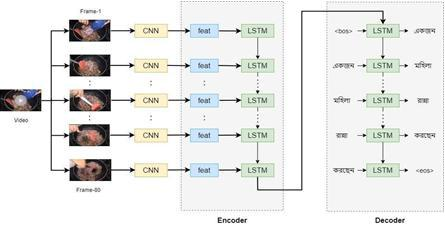 Frame-1
Video
Frame-80
CNN
feat
LSTM
CNN
feat
LSTM
CNN
feat
LSTM
CNN
feat
LSTM
CNN
feat
LSTM
Encoder
<bos> LSTM একজন
একজন LSTM মহিলা
মহিলা LSTM রান্না
রান্না LSTM করছেন
করছেন LSTM <eos>
Decoder